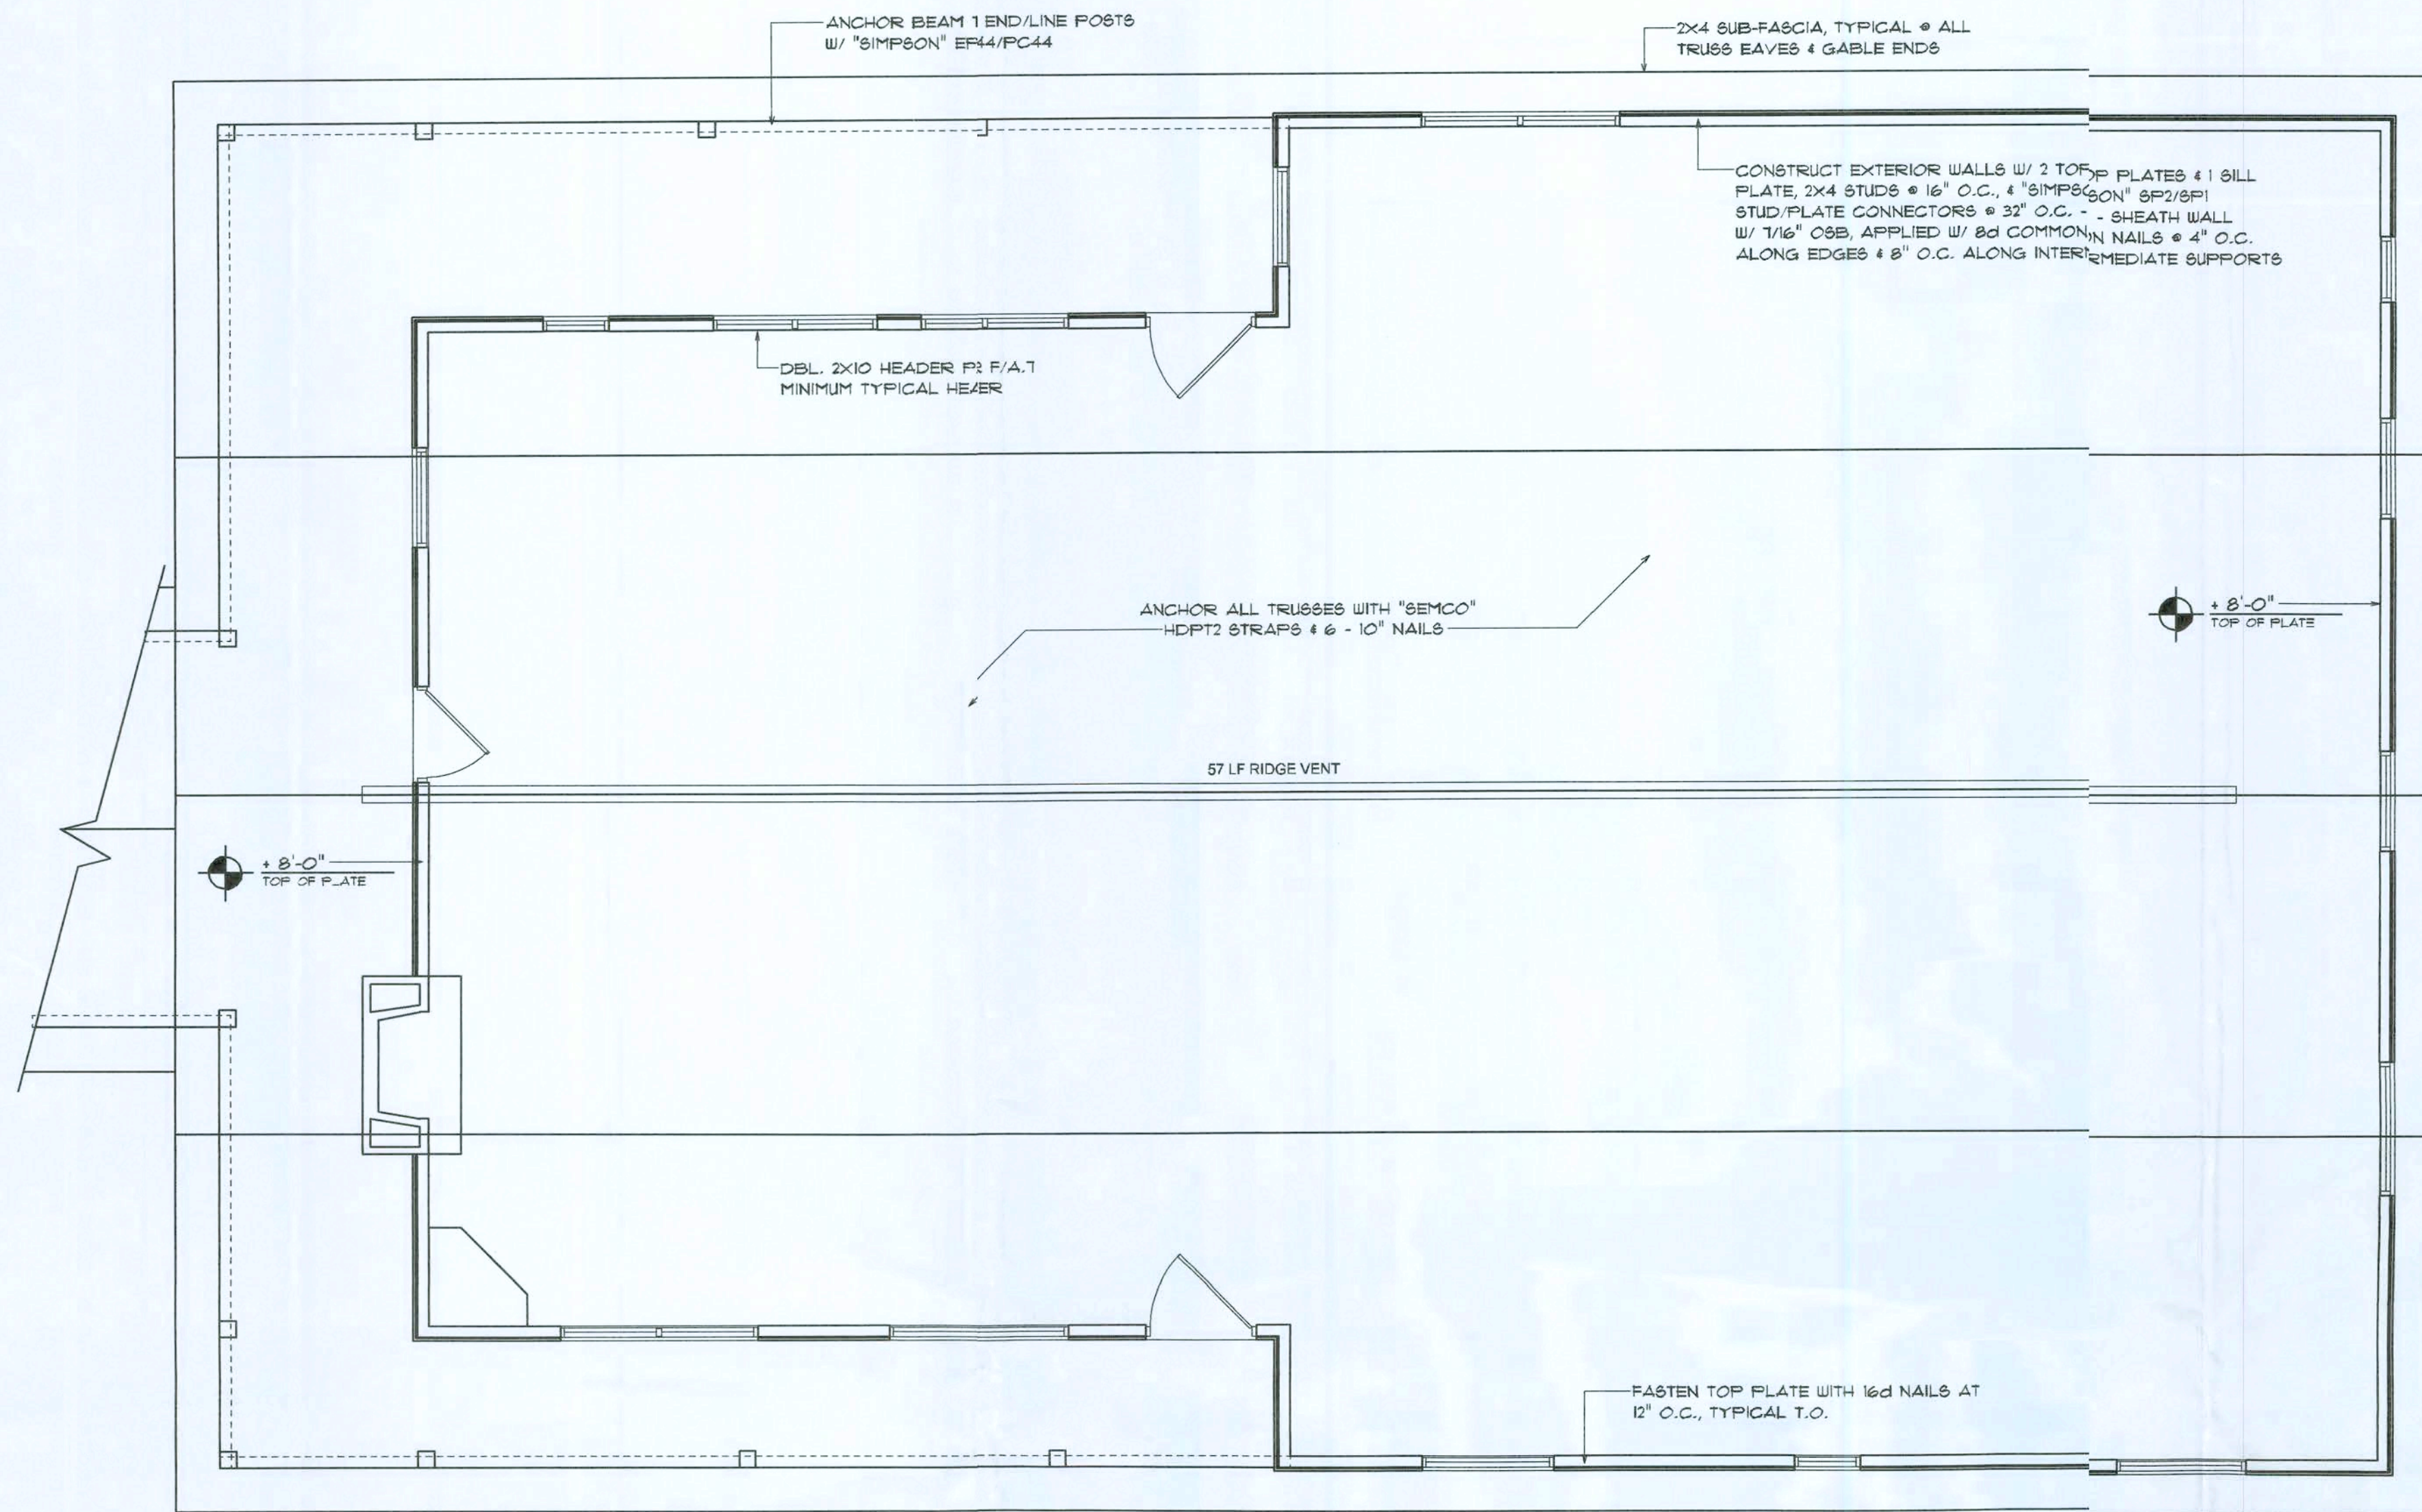 ANCHOR BEAM 1 END/LINE POSTS
W/ "SIMPSON" EP44/PC44
2X4 SUB-FASCIA, TYPICAL @ ALL
TRUSS EAVES & GABLE ENDS
CONSTRUCT EXTERIOR WALLS W/ 2 TOP PLATES & 1 SILL
PLATE, 2X4 STUDS @ 16" O.C., & "SIMPSON" SP2/SP1
STUD/PLATE CONNECTORS @ 32" O.C. - SHEATH WALL
W/ 7/16" OSB, APPLIED W/ 8d COMMON NAILS @ 4" O.C.
ALONG EDGES & 8" O.C. ALONG INTERMEDIATE SUPPORTS
DBL. 2X10 HEADER F/A.7
MINIMUM TYPICAL
ANCHOR ALL TRUSSES WITH "SEMCO"
HDPT2 STRAPS & 6 - 10" NAILS
+ 8'-0"
TOP OF PLATE
57 LF RIDGE VENT
+ 8'-0"
TOP OF PLATE
FASTEN TOP PLATE WITH 16d NAILS AT
12" O.C., TYPICAL T.O.